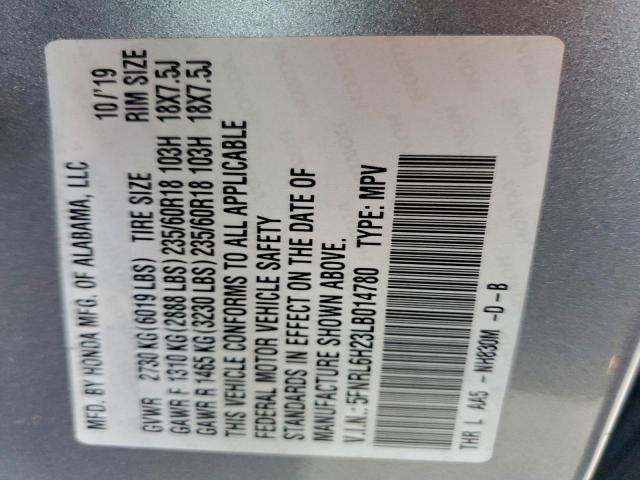 MFD. BY HONDA MFG. OF ALABAMA, LLC 10/'19
GVWR 2730 KG (6019 LBS) TIRE SIZE RIM SIZE
GAWR F 1310 KG (2888 LBS) 235/60R18 103H 18X7.5J
GAWR R 1465 KG (3230 LBS) 235/60R18 103H 18X7.5J
THIS VEHICLE CONFORMS TO ALL APPLICABLE
FEDERAL MOTOR VEHICLE SAFETY
STANDARDS IN EFFECT ON THE DATE OF
MANUFACTURE SHOWN ABOVE.
V.I.N.: 5FNRL6H23LB014780 TYPE: MPV
THR L AA5 -NH830M -D -B